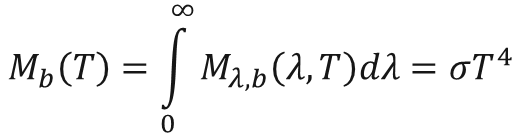 M_b(T) = ∫_0^∞ M_{λ,b}(λ, T)dλ = σT^4